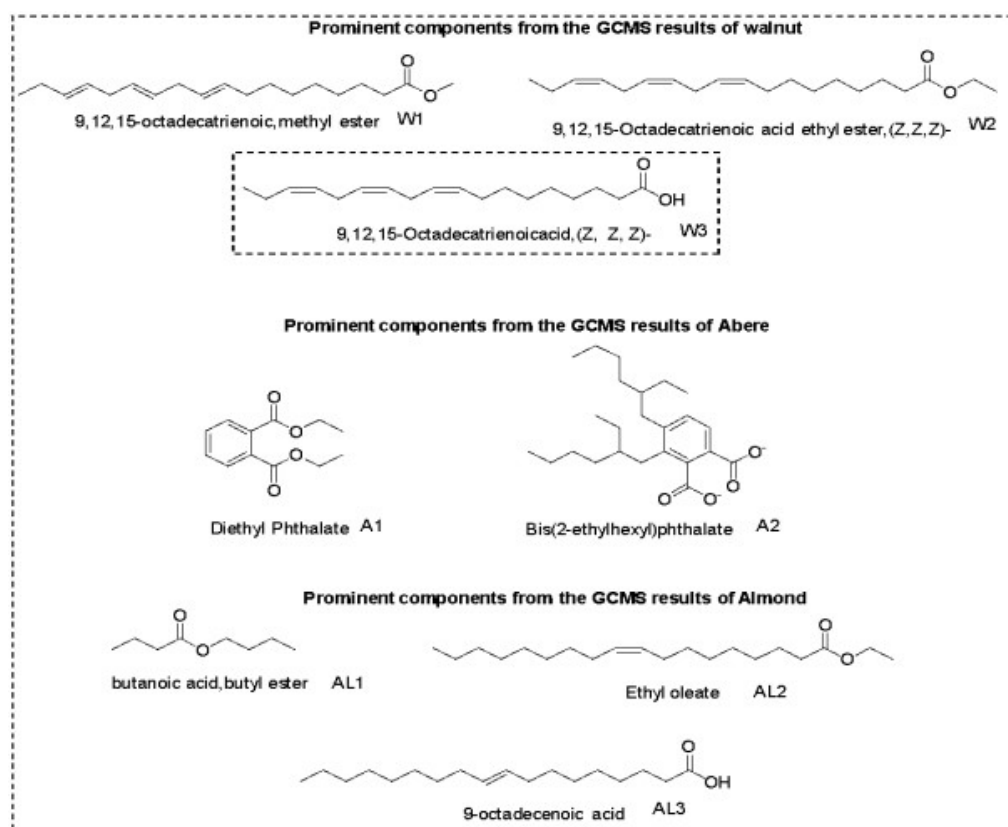 Prominent components from the GCMS results of walnut
O
O
9,12,15-octadecatrienoic,methyl ester W1
O
O
9,12,15-Octadecatrienoic acid ethyl ester,(Z,Z,Z)- W2
O
OH
9,12,15-Octadecatrienoicacid,(Z, Z, Z)- W3
Prominent components from the GCMS results of Abere
O
O
O
O
Diethyl Phthalate A1
O-
O
O
O-
Bis(2-ethylhexyl)phthalate A2
Prominent components from the GCMS results of Almond
O
O
butanoic acid,butyl ester AL1
O
O
Ethyl oleate AL2
O
OH
9-octadecenoic acid AL3